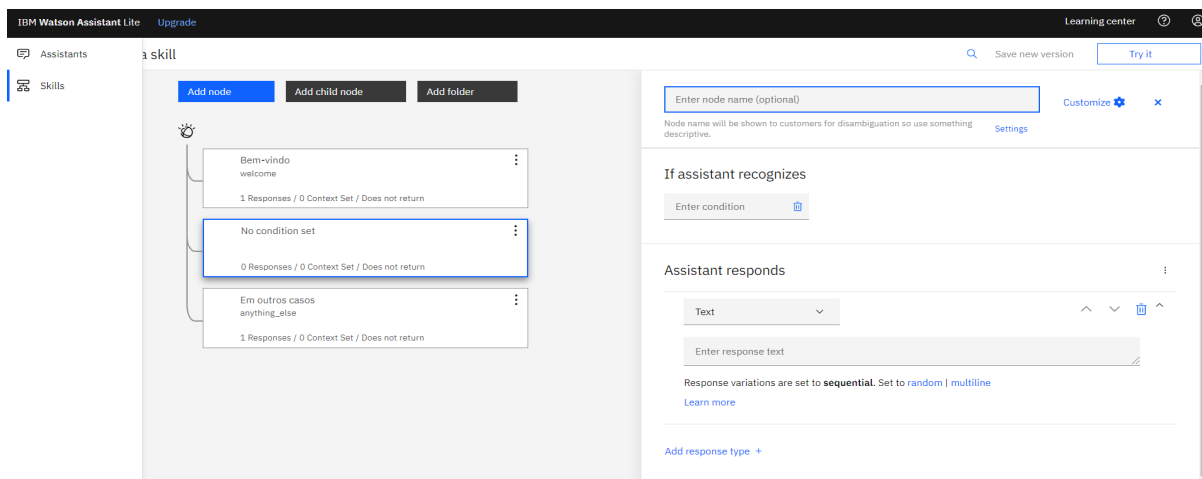 IBM Watson Assistant Lite Upgrade Learning center
Assistants
a skill
Save new version
Try it
Skills
Add node
Add child node
Add folder
Bem-vindo
welcome
1 Responses / 0 Context Set / Does not return
No condition set
0 Responses / 0 Context Set / Does not return
Em outros casos
anything_else
1 Responses / 0 Context Set / Does not return
Enter node name (optional)
Customize
Node name will be shown to customers for disambiguation so use something
descriptive.
Settings
If assistant recognizes
Enter condition
Assistant responds
Text
Enter response text
Response variations are set to sequential. Set to random | multiline
Learn more
Add response type +